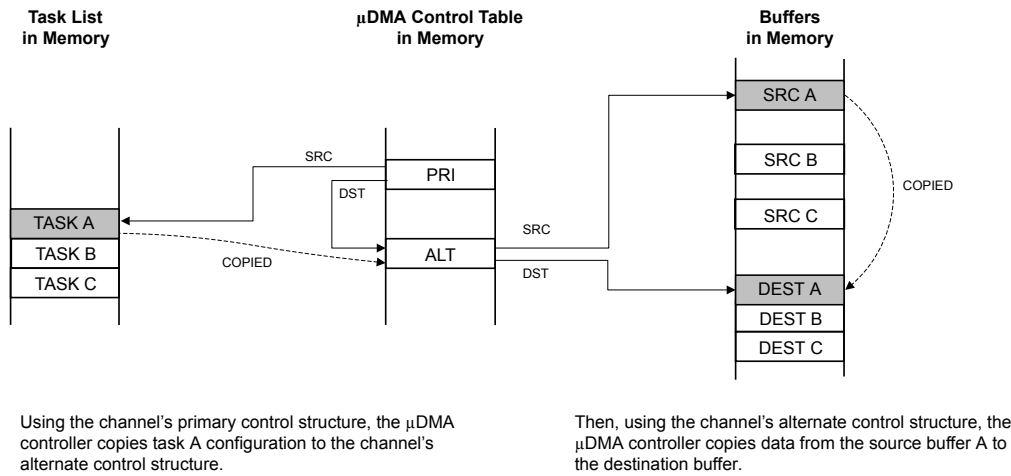 Task List
in Memory
μDMA Control Table
in Memory
Buffers
in Memory
SRC A
SRC B
SRC C
DEST A
DEST B
DEST C
COPIED
SRC
PRI
DST
TASK A
TASK B
TASK C
COPIED
ALT
SRC
DST
Using the channel's primary control structure, the μDMA
controller copies task A configuration to the channel's
alternate control structure.
Then, using the channel's alternate control structure, the
μDMA controller copies data from the source buffer A to
the destination buffer.